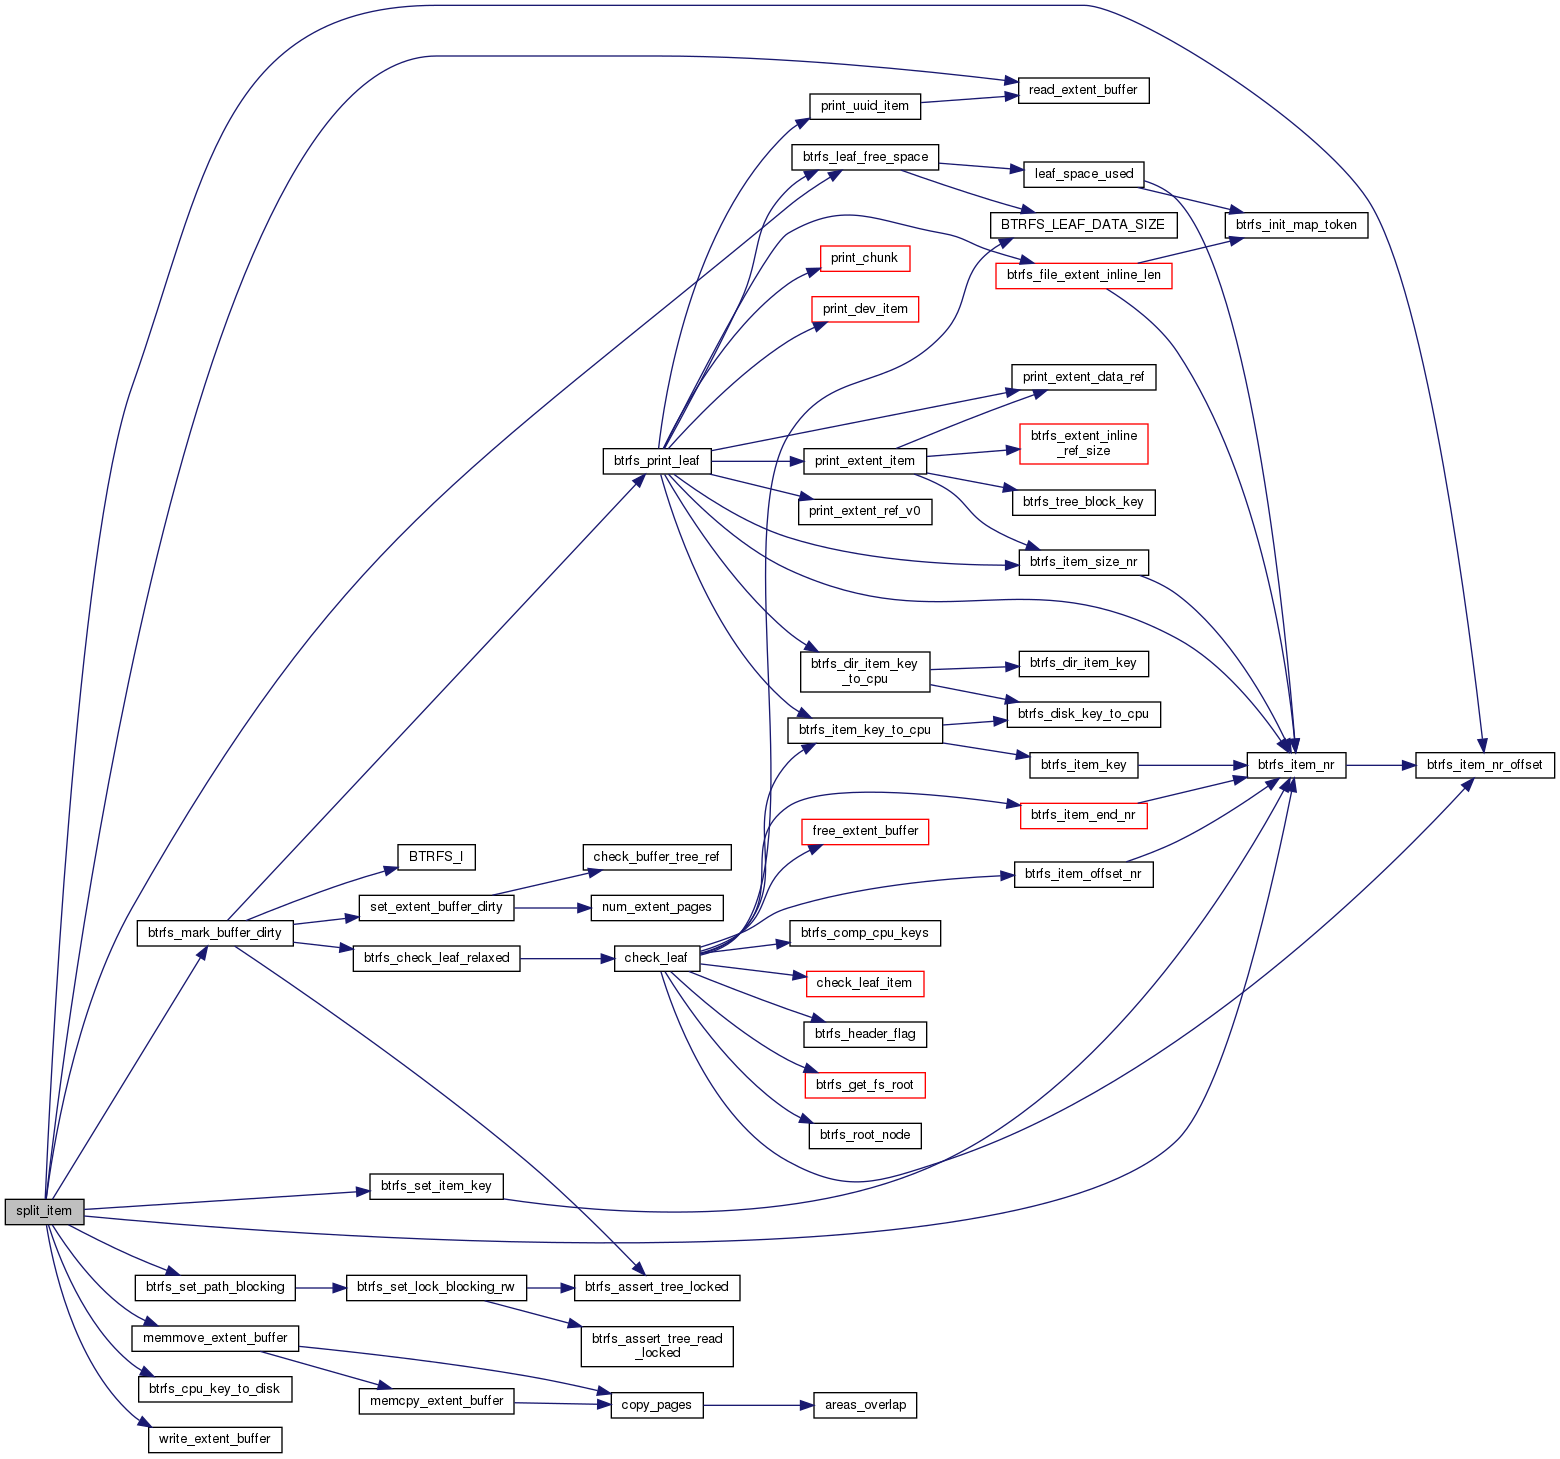 read_extent_buffer
print_uuid_item
btrfs_leaf_free_space
leaf_space_used
BTRFS_LEAF_DATA_SIZE
btrfs_init_map_token
print_chunk
btrfs_file_extent_inline_len
print_dev_item
print_extent_data_ref
btrfs_extent_inline
_ref_size
btrfs_print_leaf
print_extent_item
btrfs_tree_block_key
print_extent_ref_v0
btrfs_item_size_nr
btrfs_dir_item_key
_to_cpu
btrfs_dir_item_key
btrfs_disk_key_to_cpu
btrfs_item_key_to_cpu
btrfs_item_key
btrfs_item_nr
btrfs_item_nr_offset
btrfs_item_end_nr
free_extent_buffer
BTRFS_I
check_buffer_tree_ref
btrfs_item_offset_nr
set_extent_buffer_dirty
num_extent_pages
btrfs_mark_buffer_dirty
btrfs_comp_cpu_keys
btrfs_check_leaf_relaxed
check_leaf
check_leaf_item
btrfs_header_flag
btrfs_get_fs_root
btrfs_root_node
btrfs_set_item_key
split_item
btrfs_set_path_blocking
btrfs_set_lock_blocking_rw
btrfs_assert_tree_locked
memmove_extent_buffer
btrfs_assert_tree_read
_locked
btrfs_cpu_key_to_disk
memcpy_extent_buffer
copy_pages
areas_overlap
write_extent_buffer